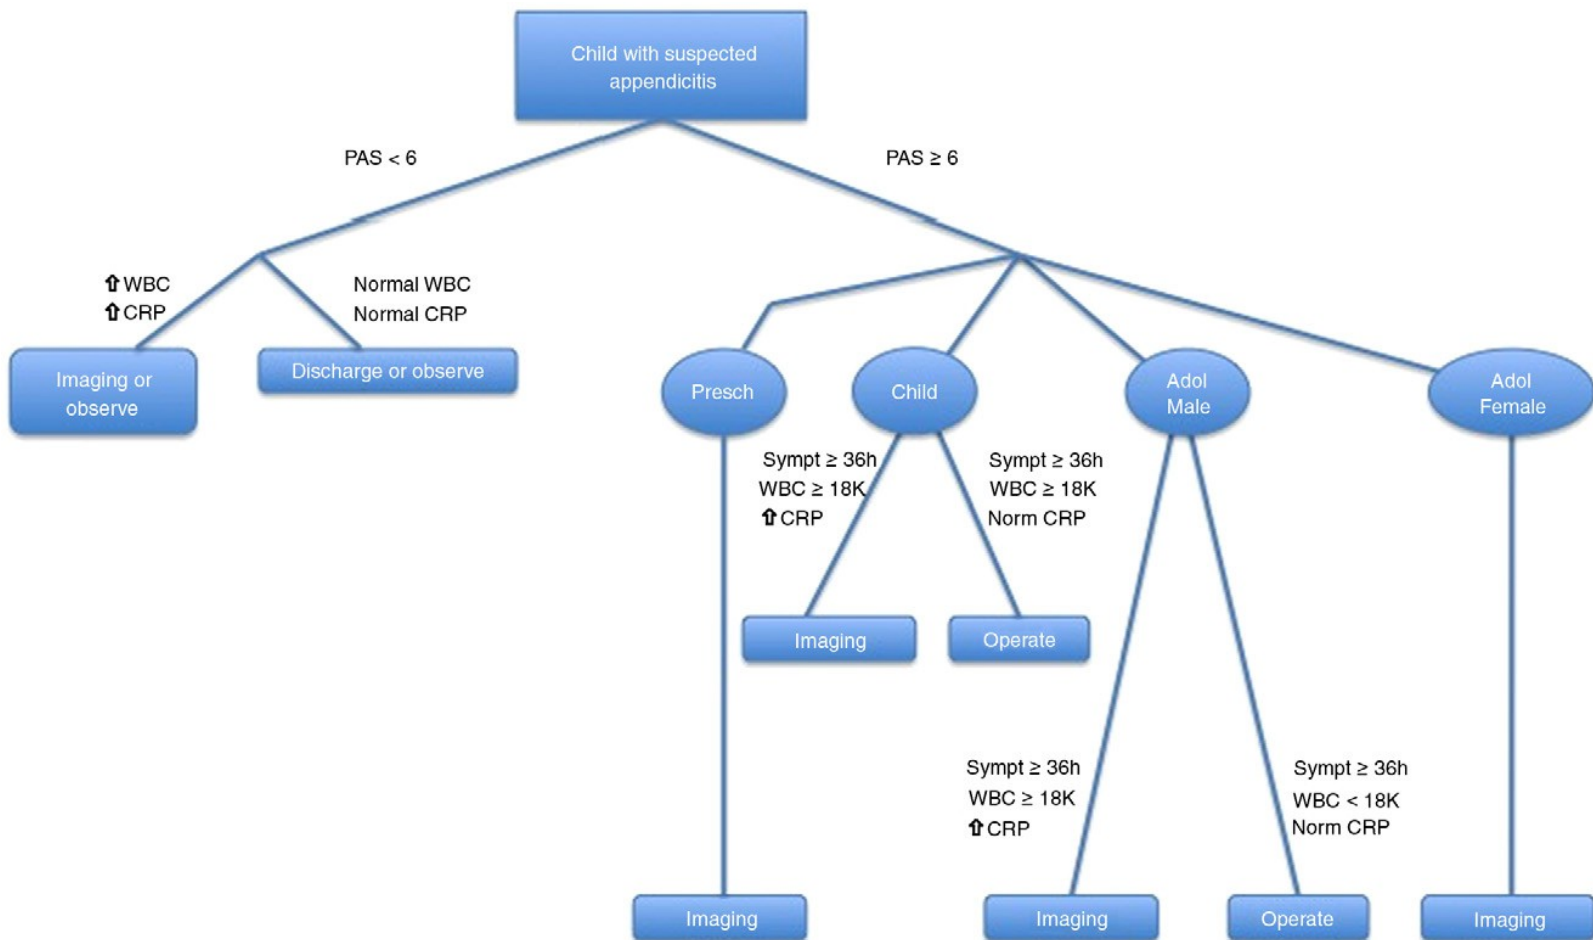 Child with suspected
appendicitis
PAS < 6
PAS ≥ 6
⇧WBC
⇧CRP
Normal WBC
Normal CRP
Imaging or
observe
Discharge or observe
Presch
Child
Adol
Male
Adol
Female
Sympt ≥ 36h
WBC ≥ 18K
⇧CRP
Sympt ≥ 36h
WBC ≥ 18K
Norm CRP
Imaging
Operate
Sympt ≥ 36h
WBC ≥ 18K
⇧CRP
Sympt ≥ 36h
WBC < 18K
Norm CRP
Imaging
Imaging
Operate
Imaging